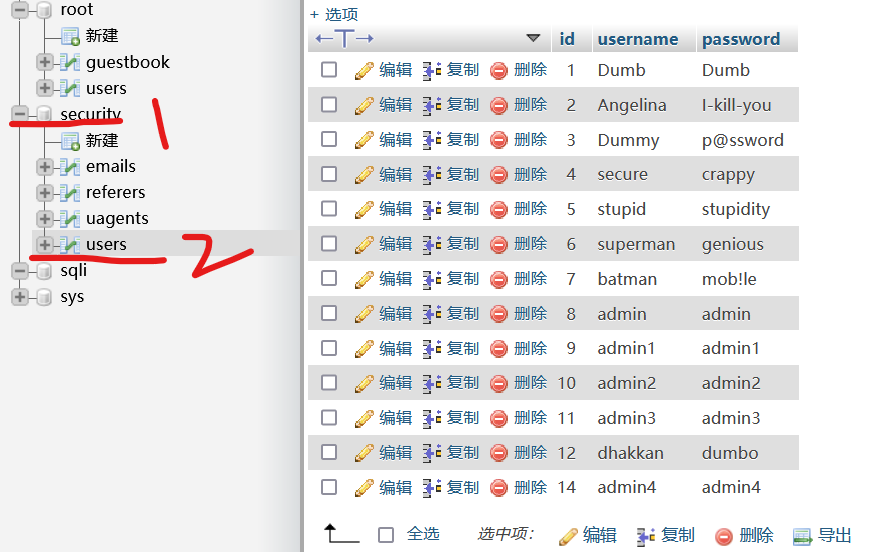 root
新建
guestbook
users
security
1
新建
emails
referers
uagents
users
2
sqli
sys
+ 选项
←T→ id username password
编辑 复制 删除 1 Dumb Dumb
编辑 复制 删除 2 Angelina I-kill-you
编辑 复制 删除 3 Dummy p@ssword
编辑 复制 删除 4 secure crappy
编辑 复制 删除 5 stupid stupidity
编辑 复制 删除 6 superman genious
编辑 复制 删除 7 batman mob!le
编辑 复制 删除 8 admin admin
编辑 复制 删除 9 admin1 admin1
编辑 复制 删除 10 admin2 admin2
编辑 复制 删除 11 admin3 admin3
编辑 复制 删除 12 dhakkan dumbo
编辑 复制 删除 14 admin4 admin4
全选 选中项: 编辑 复制 删除 导出